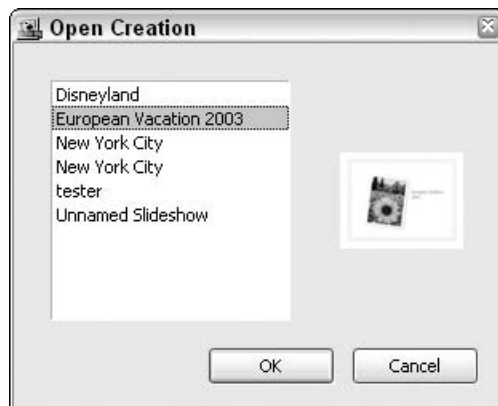 Open Creation
Disneyland
European Vacation 2003
New York City
New York City
tester
Unnamed Slideshow
OK
Cancel